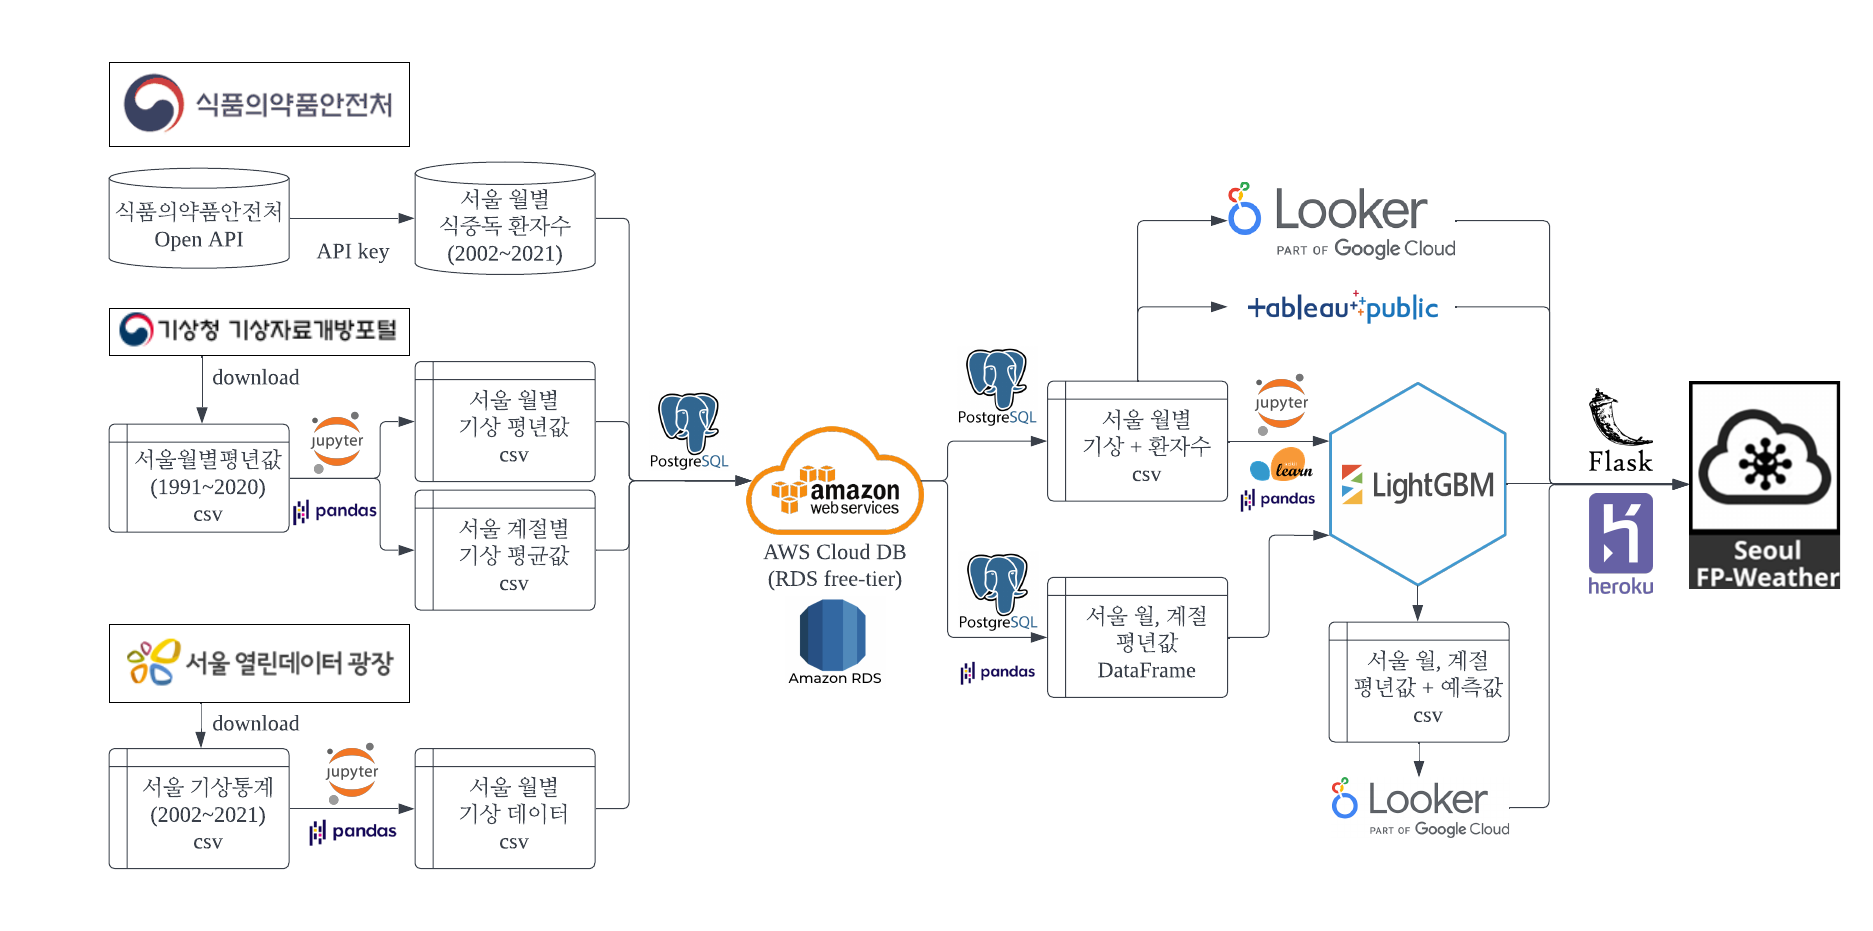 식품의약품안전처
식품의약품안전처
Open API
API key
서울 월별
식중독 환자수
(2002~2021)
기상청 기상자료개방포털
download
서울월별평년값
(1991~2020)
csv
jupyter
pandas
서울 월별
기상 평년값
csv
서울 계절별
기상 평균값
csv
서울 열린데이터 광장
download
서울 기상통계
(2002~2021)
csv
jupyter
pandas
서울 월별
기상 데이터
csv
PostgreSQL
amazon
web services
AWS Cloud DB
(RDS free-tier)
Amazon RDS
PostgreSQL
서울 월별
기상 + 환자수
csv
PostgreSQL
pandas
서울 월, 계절
평년값
DataFrame
Looker
PART OF Google Cloud
+ableau+public
jupyter
learn
pandas
LightGBM
서울 월, 계절
평년값 + 예측값
csv
Looker
PART OF Google Cloud
Flask
heroku
Seoul
FP-Weather